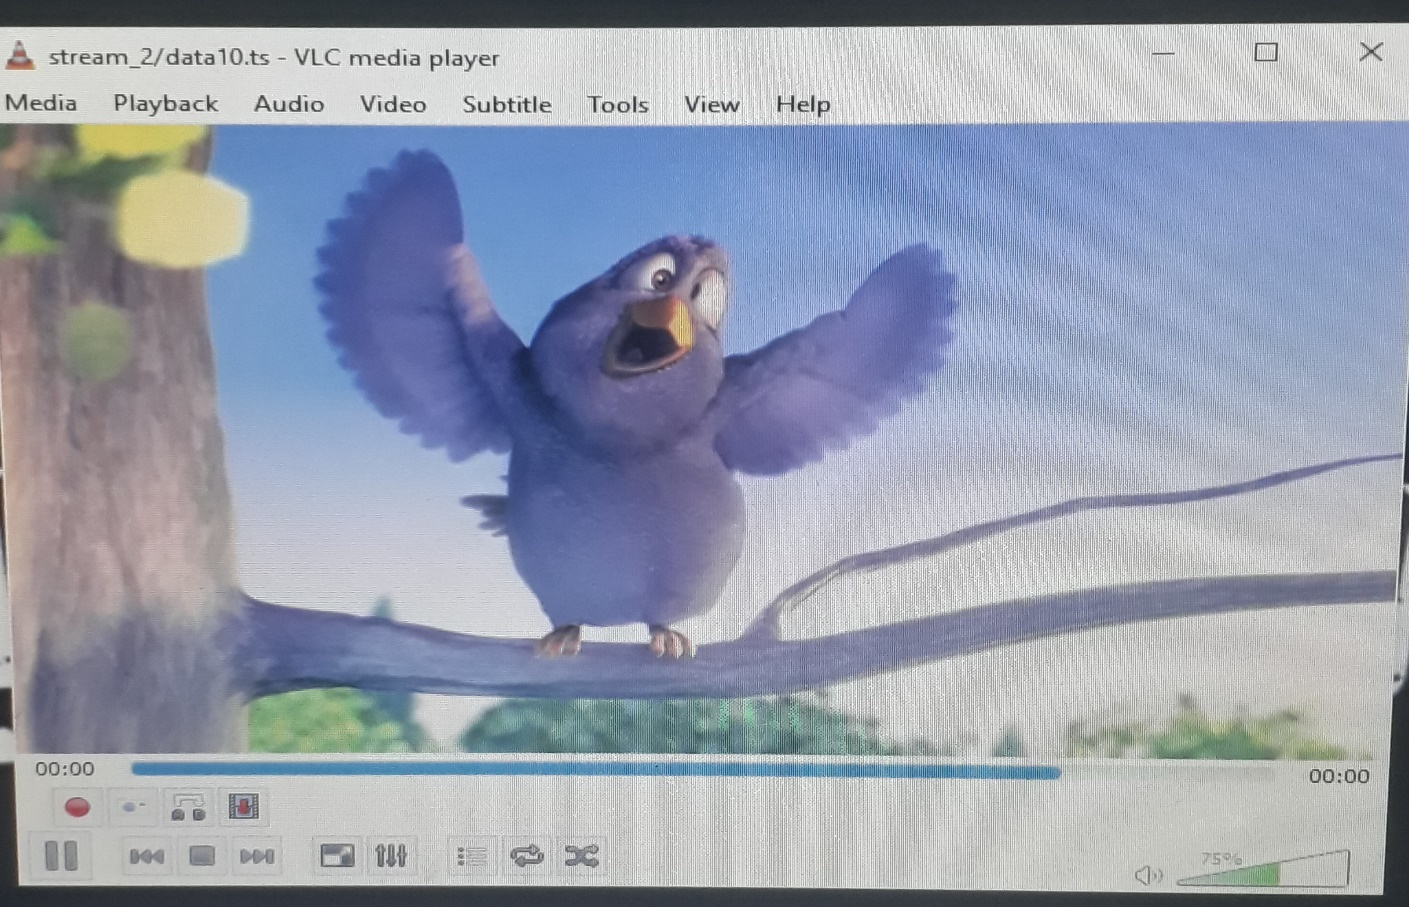 stream_2/data10.ts - VLC media player
Media Playback Audio Video Subtitle Tools View Help
00:00 00:00
75%